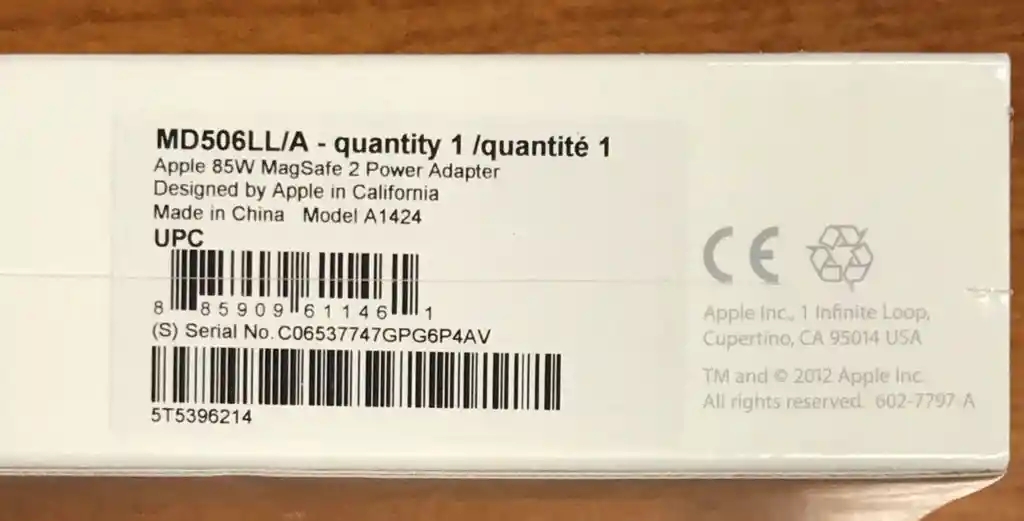 MD506LL/A - quantity 1 /quantité 1
Apple 85W MagSafe 2 Power Adapter
Designed by Apple in California
Made in China Model A1424
UPC
8 85909 61146 1
(S) Serial No. C06537747GPG6P4AV
5T5396214
CE
Apple Inc., 1 Infinite Loop,
Cupertino, CA 95014 USA
TM and © 2012 Apple Inc.
All rights reserved. 602-7797-A